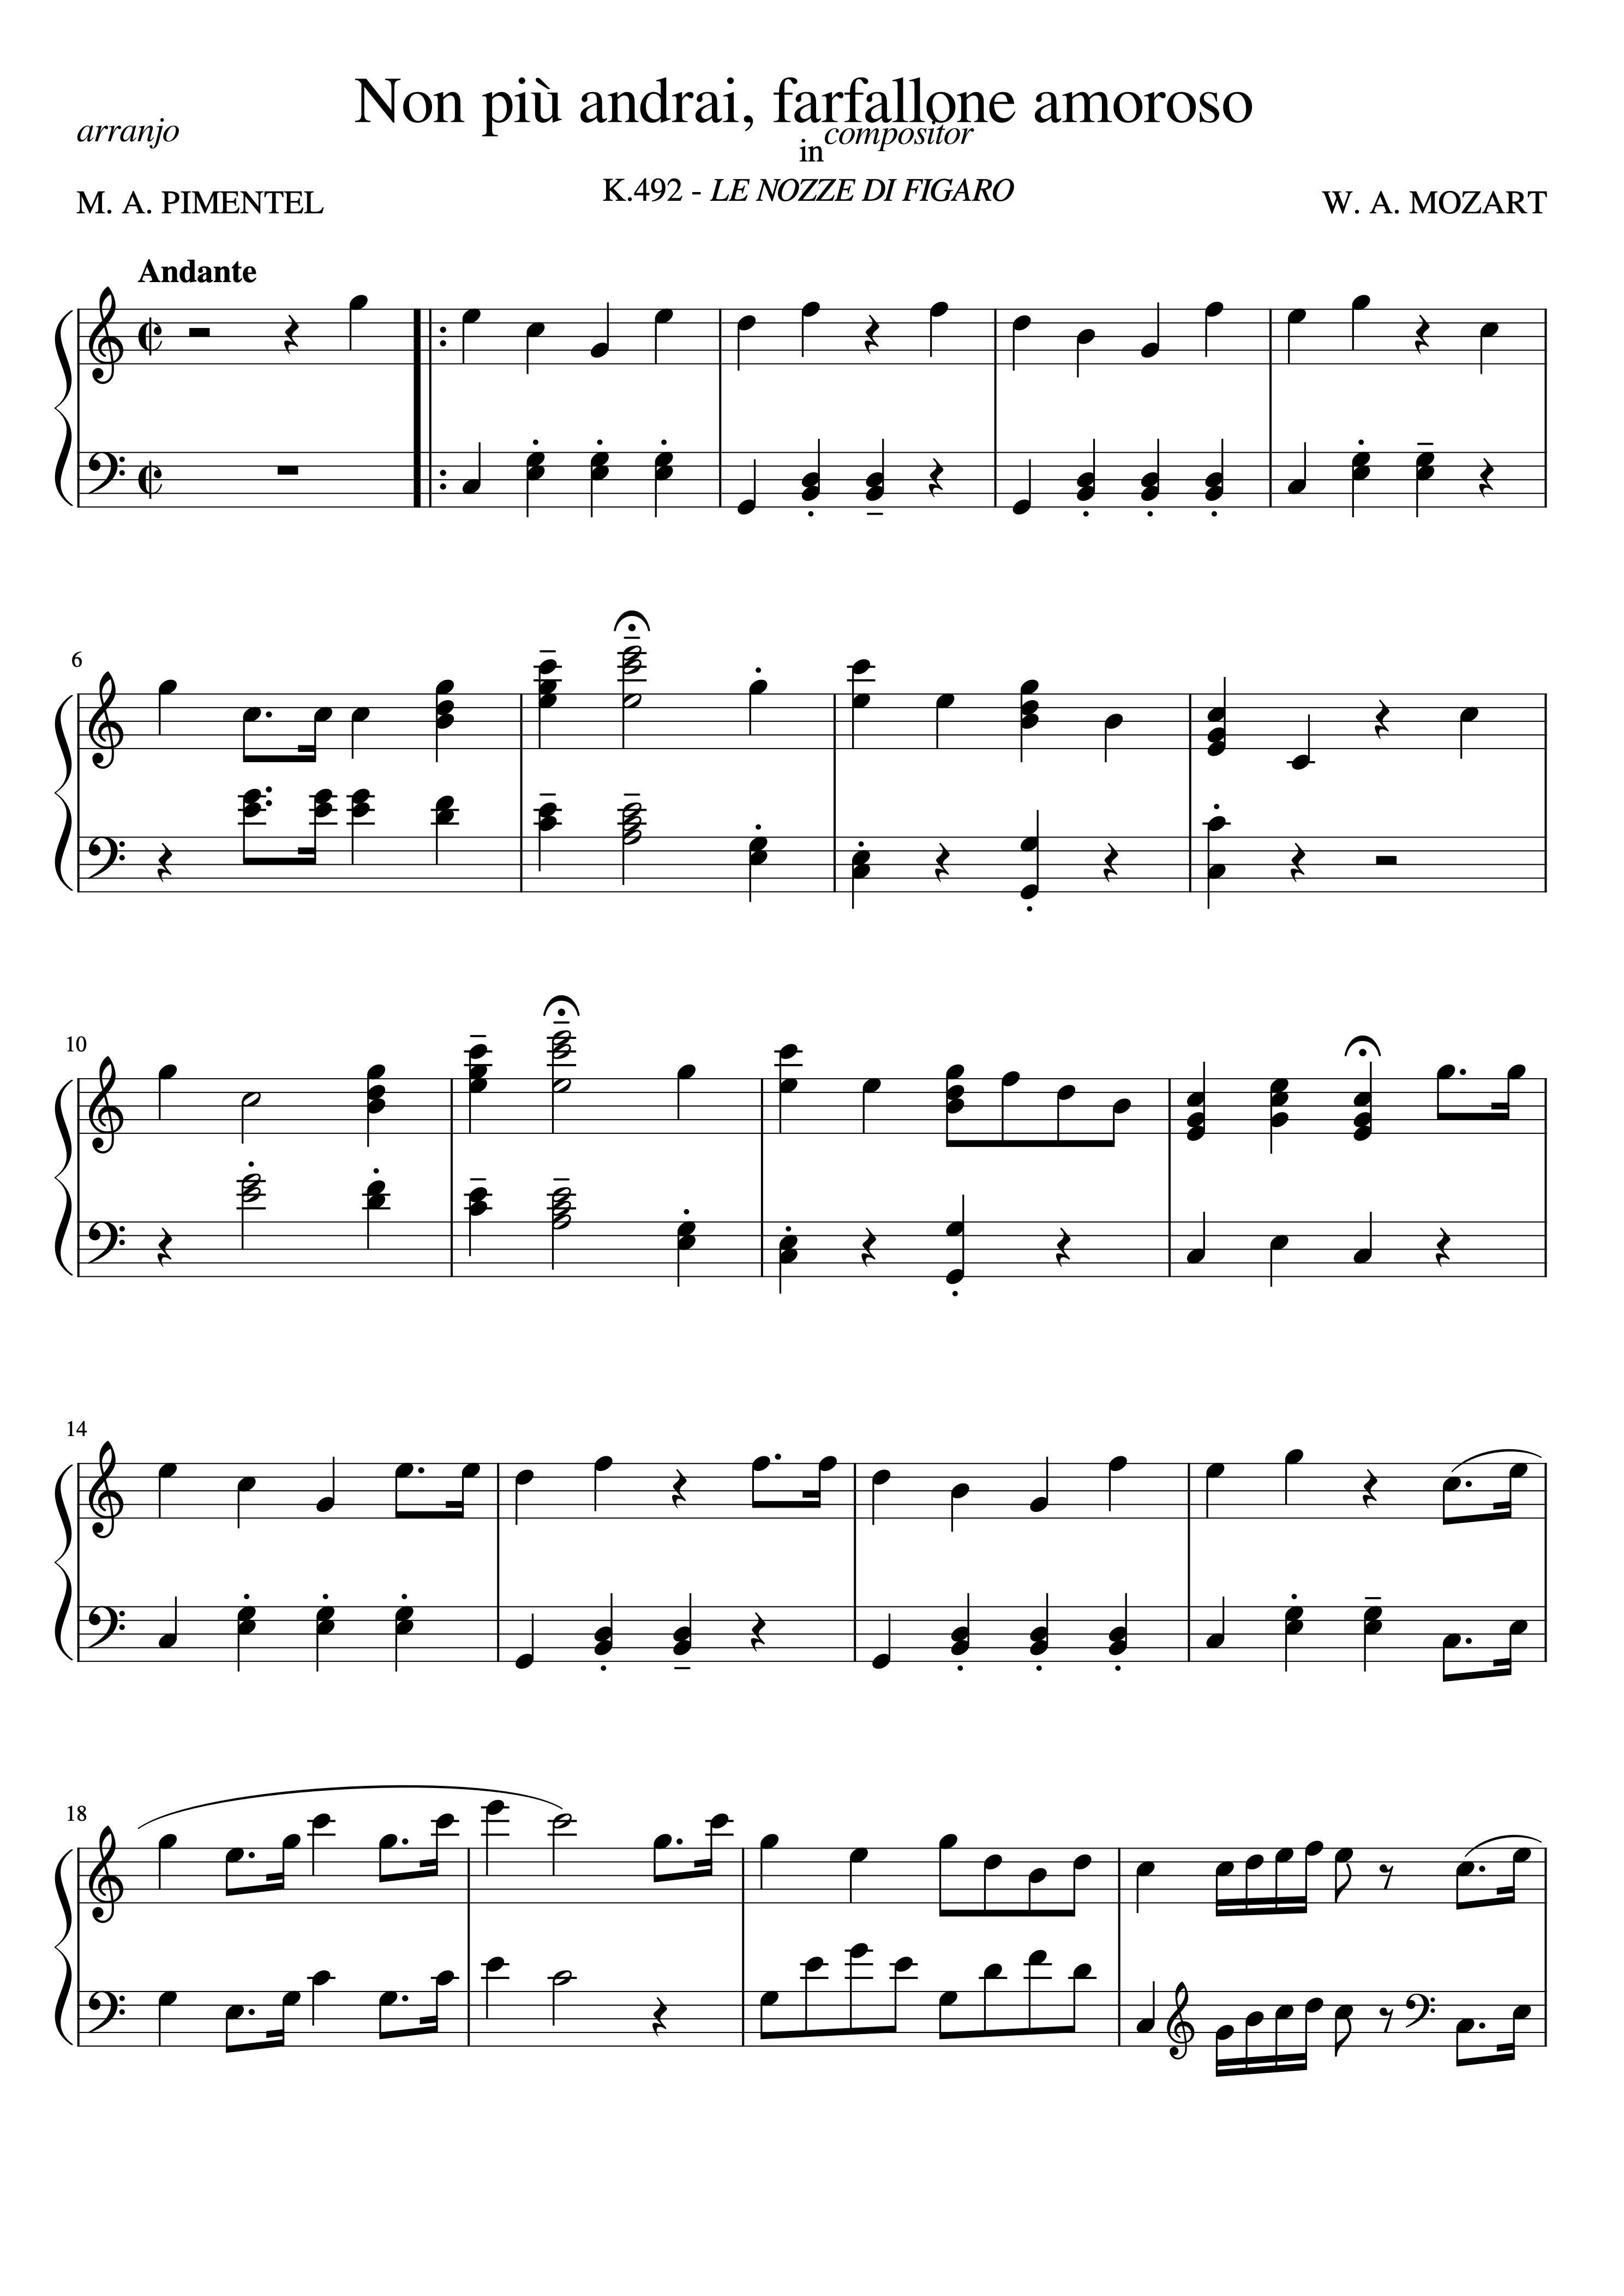 Non più andrai, farfallone amoroso
arranjo
compositor
in
K.492 - LE NOZZE DI FIGARO
M. A. PIMENTEL
W. A. MOZART
Andante
6
10
14
18